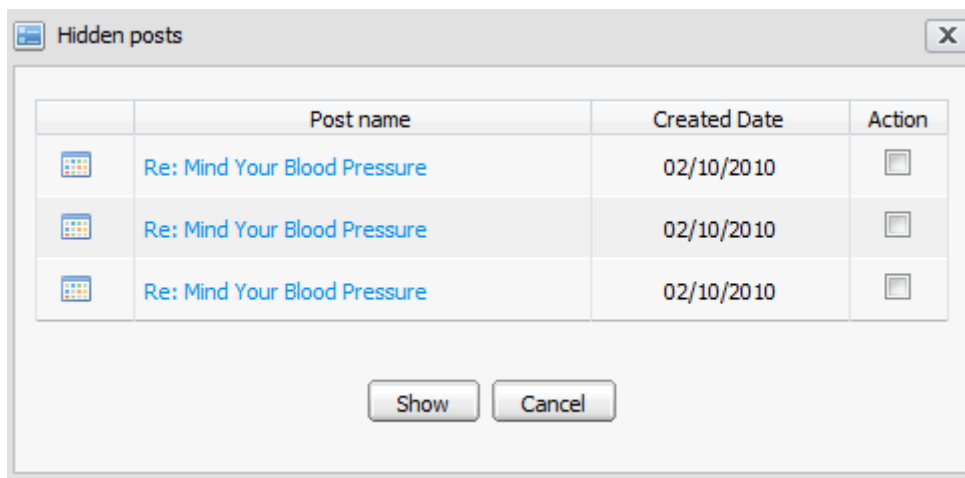 Hidden posts
Post name Created Date Action
Re: Mind Your Blood Pressure 02/10/2010
Re: Mind Your Blood Pressure 02/10/2010
Re: Mind Your Blood Pressure 02/10/2010
Show Cancel